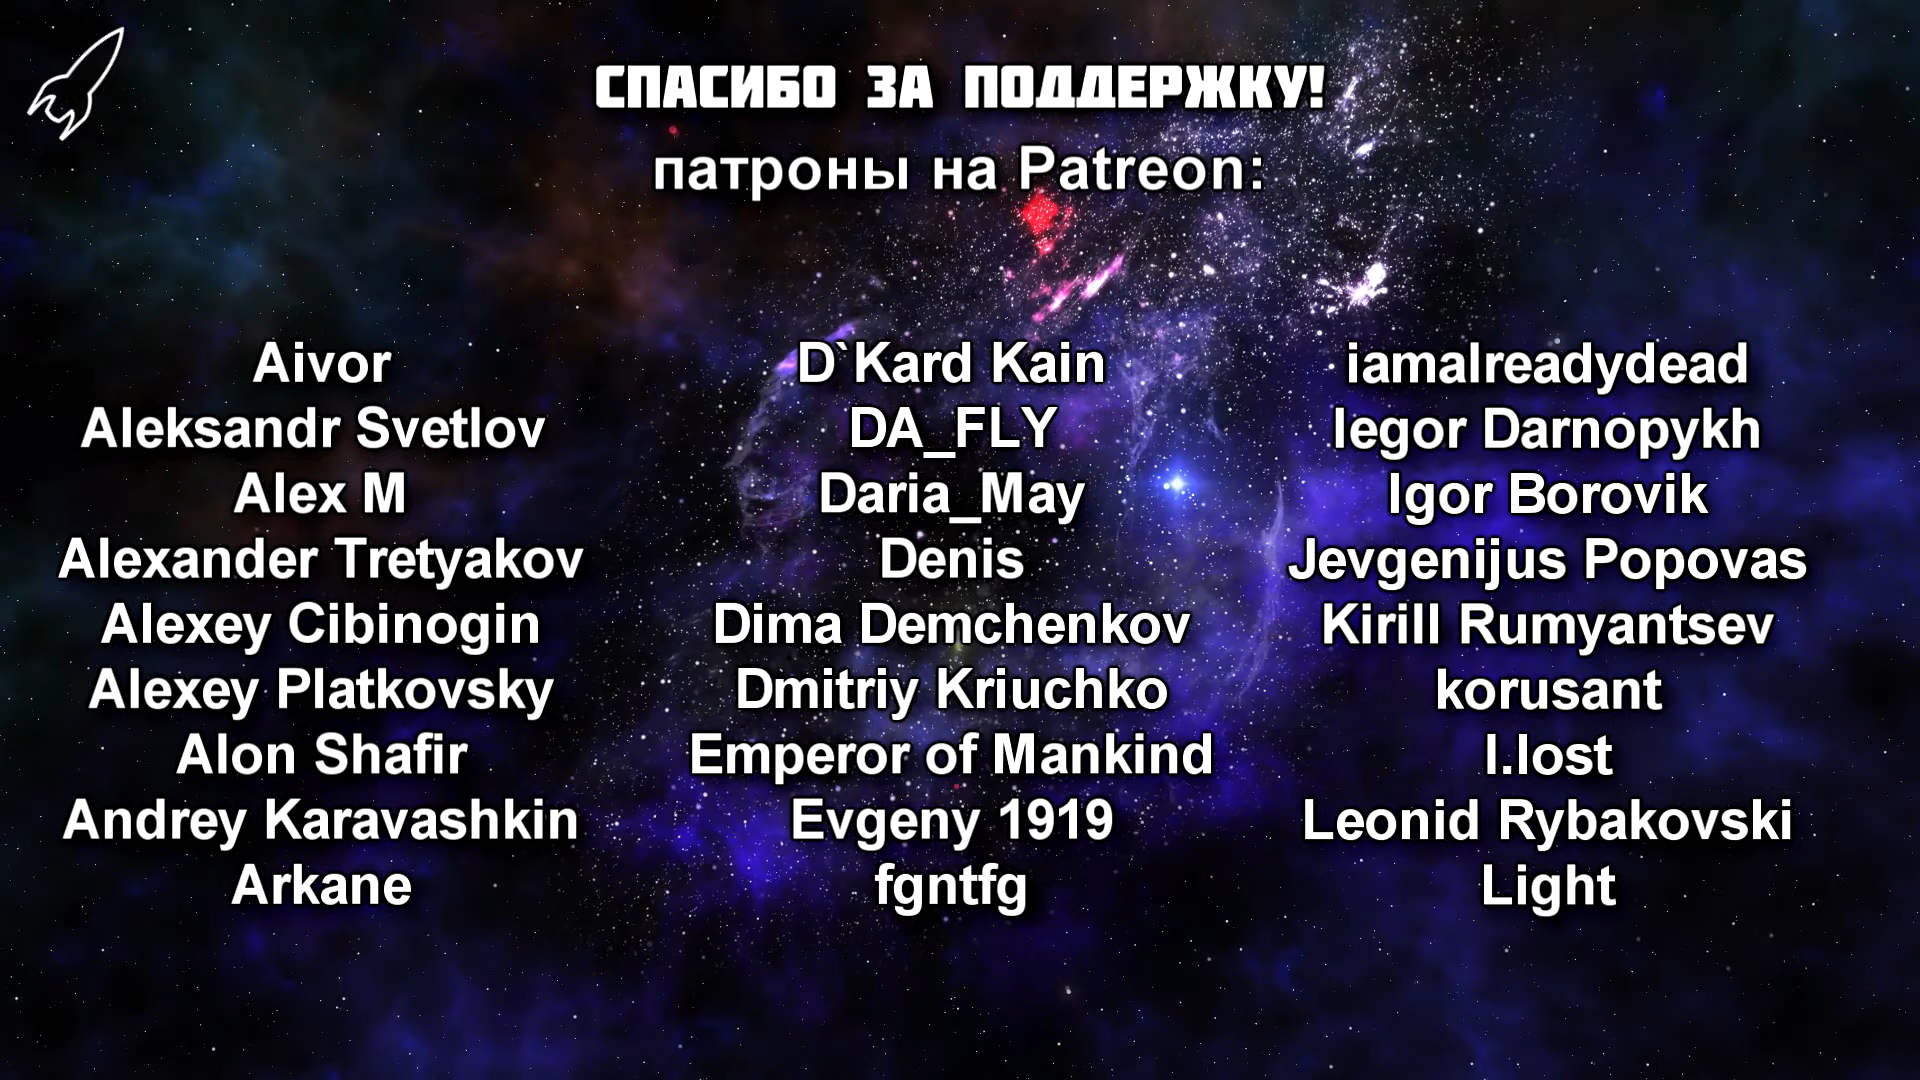 СПАСИБО ЗА ПОДДЕРЖКУ!
патроны на Patreon:
Aivor
Aleksandr Svetlov
Alex M
Alexander Tretyakov
Alexey Cibinogin
Alexey Platkovsky
Alon Shafir
Andrey Karavashkin
Arkane
D`Kard Kain
DA_FLY
Daria_May
Denis
Dima Demchenkov
Dmitriy Kriuchko
Emperor of Mankind
Evgeny 1919
fgntfg
iamalreadydead
Iegor Darnopykh
Igor Borovik
Jevgenijus Popovas
Kirill Rumyantsev
korusant
l.lost
Leonid Rybakovski
Light